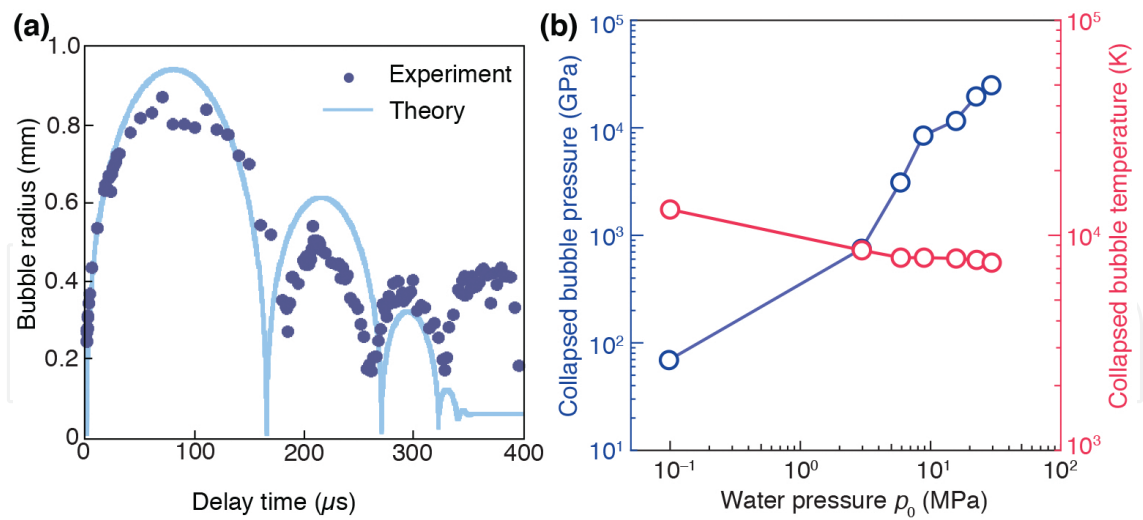 (a)
1.0
0.8
0.6
0.4
0.2
0
Bubble radius (mm)
Experiment
Theory
0
100
200
300
400
Delay time (µs)
(b)
10⁵
10⁴
10³
10²
10¹
Collapsed bubble pressure (GPa)
10⁵
10⁴
10³
Collapsed bubble temperature (K)
10⁻¹
10⁰
10¹
10²
Water pressure p₀ (MPa)